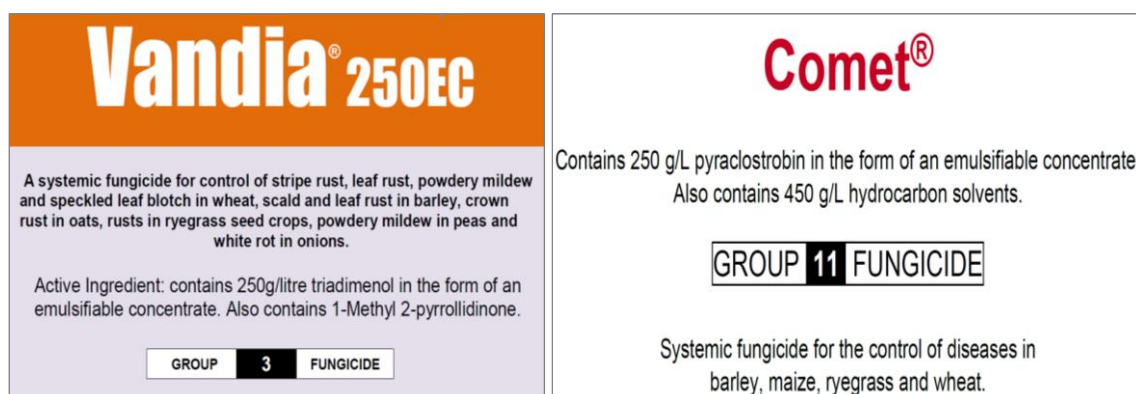 Vandia® 250EC
A systemic fungicide for control of stripe rust, leaf rust, powdery mildew
and speckled leaf blotch in wheat, scald and leaf rust in barley, crown
rust in oats, rusts in ryegrass seed crops, powdery mildew in peas and
white rot in onions.
Active Ingredient: contains 250g/litre triadimenol in the form of an
emulsifiable concentrate. Also contains 1-Methyl 2-pyrrollidinone.
GROUP 3 FUNGICIDE
Comet®
Contains 250 g/L pyraclostrobin in the form of an emulsifiable concentrate
Also contains 450 g/L hydrocarbon solvents.
GROUP 11 FUNGICIDE
Systemic fungicide for the control of diseases in
barley, maize, ryegrass and wheat.